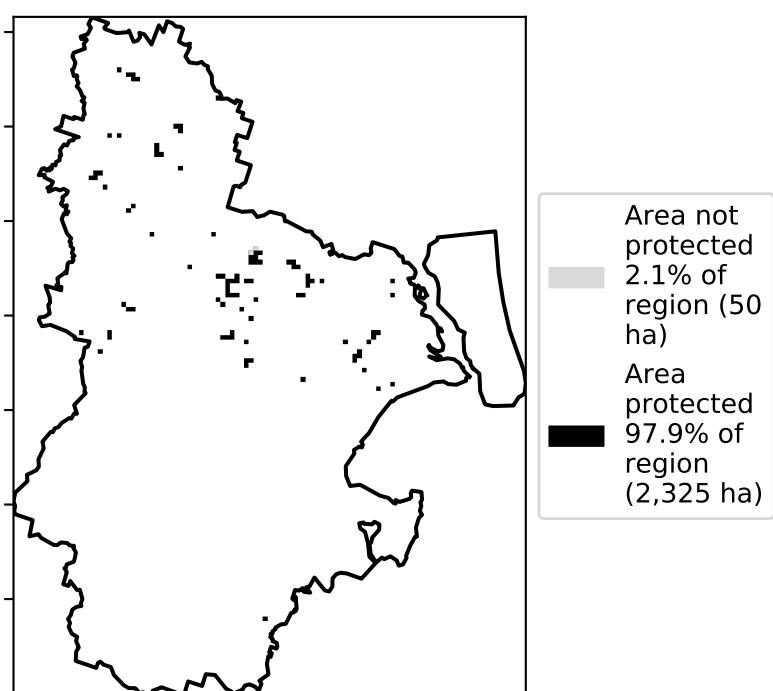 Area not
protected
2.1% of
region (50
ha)
Area
protected
97.9% of
region
(2,325 ha)